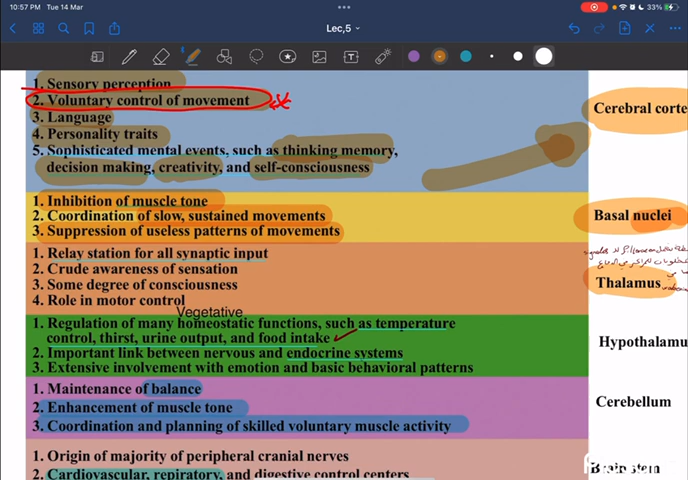 10:57 PM Tue 14 Mar
33%
Lec,5
1. Sensory perception
2. Voluntary control of movement
3. Language
4. Personality traits
5. Sophisticated mental events, such as thinking memory,
decision making, creativity, and self-consciousness
Cerebral corte
1. Inhibition of muscle tone
2. Coordination of slow, sustained movements
3. Suppression of useless patterns of movements
Basal nuclei
1. Relay station for all synaptic input
2. Crude awareness of sensation
3. Some degree of consciousness
4. Role in motor control
Thalamus
Vegetative
1. Regulation of many homeostatic functions, such as temperature
control, thirst, urine output, and food intake
2. Important link between nervous and endocrine systems
3. Extensive involvement with emotion and basic behavioral patterns
Hypothalamu
1. Maintenance of balance
2. Enhancement of muscle tone
3. Coordination and planning of skilled voluntary muscle activity
Cerebellum
1. Origin of majority of peripheral cranial nerves
2. Cardiovascular, repiratory, and digestive control centers
Brain stem